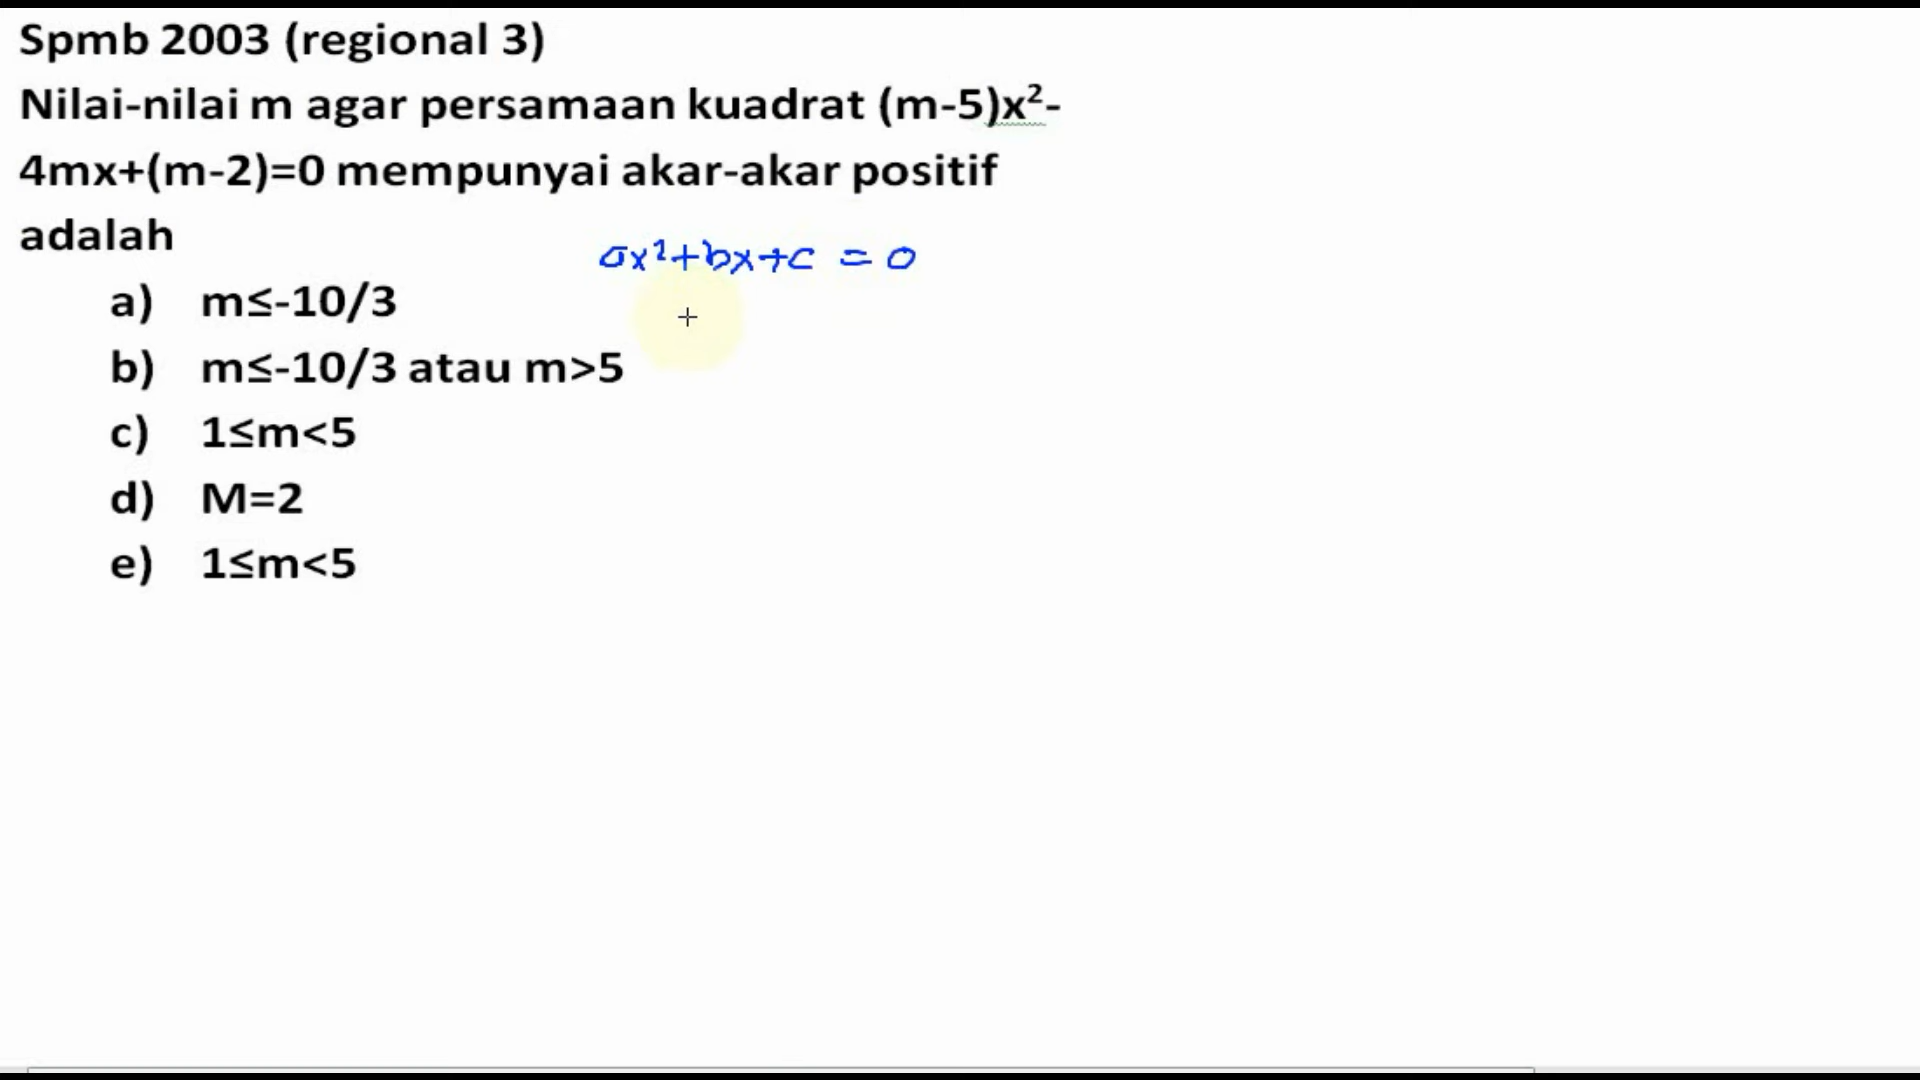 Spmb 2003 (regional 3)
Nilai-nilai m agar persamaan kuadrat (m-5)x²-
4mx+(m-2)=0 mempunyai akar-akar positif
adalah
ax²+bx+c = 0
a) m≤-10/3
b) m≤-10/3 atau m>5
c) 1≤m<5
d) M=2
e) 1≤m<5